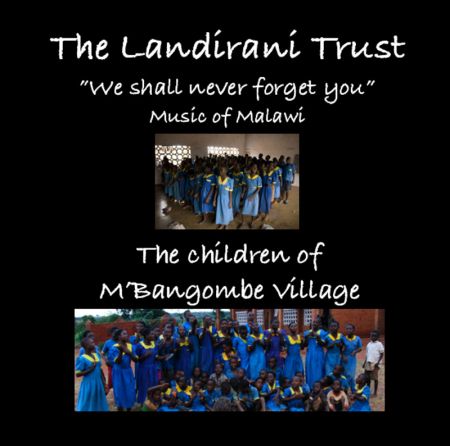 The Landirani Trust
"We shall never forget you"
Music of Malawi
The children of
M'Bangombe Village